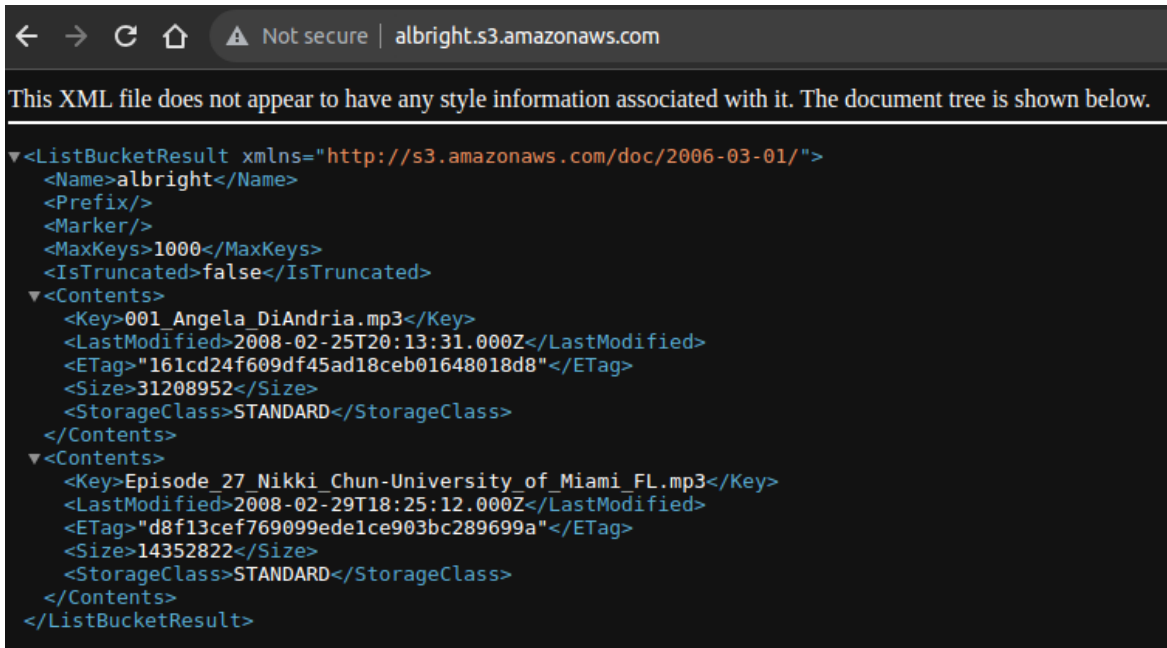 Not secure albright.s3.amazonaws.com
This XML file does not appear to have any style information associated with it. The document tree is shown below.
▼<ListBucketResult xmlns="http://s3.amazonaws.com/doc/2006-03-01/">
<Name>albright</Name>
<Prefix/>
<Marker/>
<MaxKeys>1000</MaxKeys>
<IsTruncated>false</IsTruncated>
▼<Contents>
<Key>001_Angela_DiAndria.mp3</Key>
<LastModified>2008-02-25T20:13:31.000Z</LastModified>
<ETag>"161cd24f609df45ad18ceb01648018d8"</ETag>
<Size>31208952</Size>
<StorageClass>STANDARD</StorageClass>
</Contents>
▼<Contents>
<Key>Episode_27_Nikki_Chun-University_of_Miami_FL.mp3</Key>
<LastModified>2008-02-29T18:25:12.000Z</LastModified>
<ETag>"d8f13cef769099ede1ce903bc289699a"</ETag>
<Size>14352822</Size>
<StorageClass>STANDARD</StorageClass>
</Contents>
</ListBucketResult>